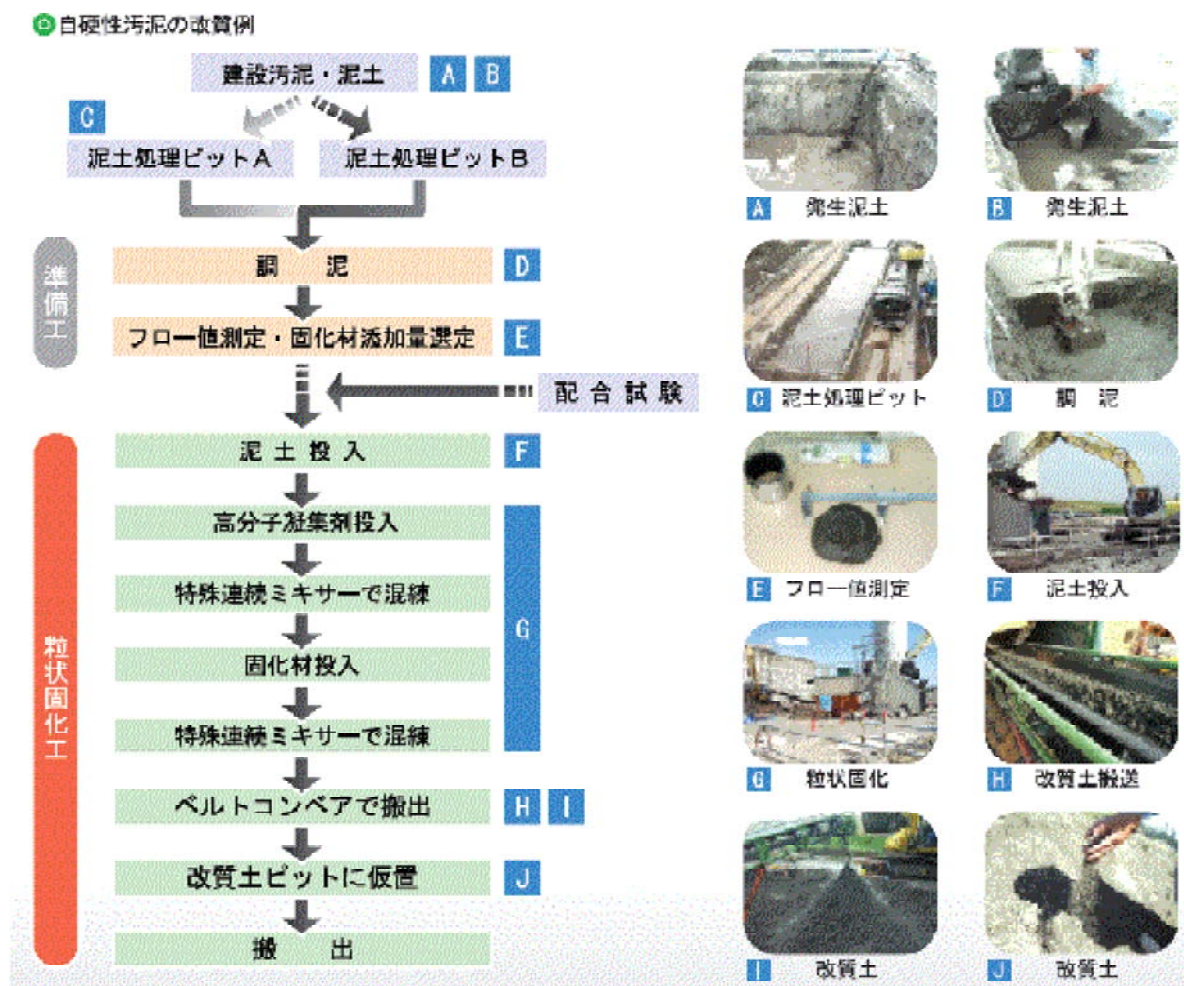 自硬性汚泥の改質例
建設汚泥・泥土 A B
C
泥土処理ピットA 泥土処理ピットB
準備工
調 泥 D
フロー値測定・固化材添加量選定 E
配合試験
粒状固化工
泥土投入 F
高分子凝集剤投入
特殊連続ミキサーで混練
G
固化材投入
特殊連続ミキサーで混練
ベルトコンベアで搬出 H I
改質土ピットに仮置 J
搬 出
A 発生泥土
B 発生泥土
C 泥土処理ピット
D 調 泥
E フロー値測定
F 泥土投入
G 粒状固化
H 改質土搬送
I 改質土
J 改質土